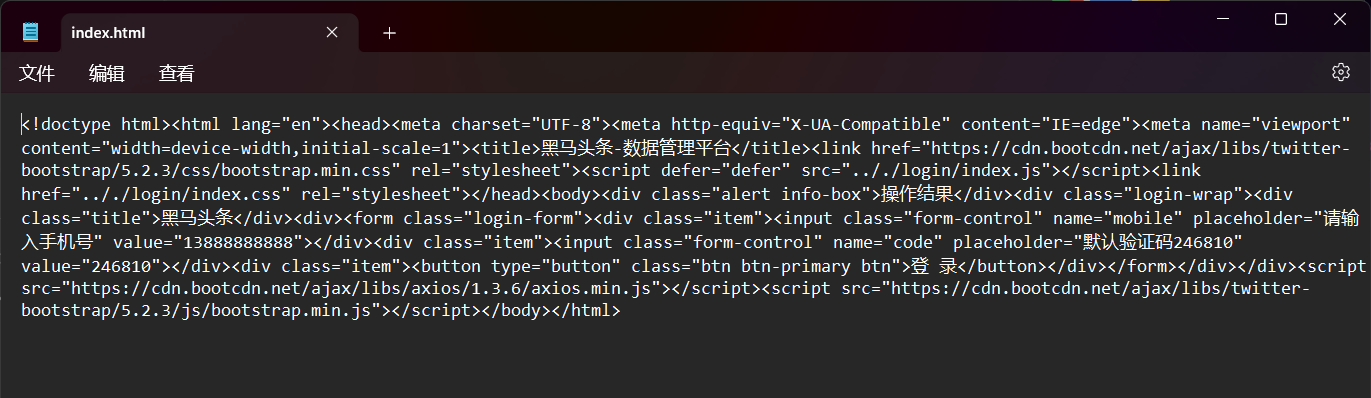 index.html
文件 编辑 查看
<!doctype html><html lang="en"><head><meta charset="UTF-8"><meta http-equiv="X-UA-Compatible" content="IE=edge"><meta name="viewport"
content="width=device-width,initial-scale=1"><title>黑马头条-数据管理平台</title><link href="https://cdn.bootcdn.net/ajax/libs/twitter-
bootstrap/5.2.3/css/bootstrap.min.css" rel="stylesheet"><script defer="defer" src=".././login/index.js"></script><link
href=".././login/index.css" rel="stylesheet"></head><body><div class="alert info-box">操作结果</div><div class="login-wrap"><div
class="title">黑马头条</div><div><form class="login-form"><div class="item"><input class="form-control" name="mobile" placeholder="请输
入手机号" value="13888888888"></div><div class="item"><input class="form-control" name="code" placeholder="默认验证码246810"
value="246810"></div><div class="item"><button type="button" class="btn btn-primary btn">登 录</button></div></form></div></div><script
src="https://cdn.bootcdn.net/ajax/libs/axios/1.3.6/axios.min.js"></script><script src="https://cdn.bootcdn.net/ajax/libs/twitter-
bootstrap/5.2.3/js/bootstrap.min.js"></script></body></html>